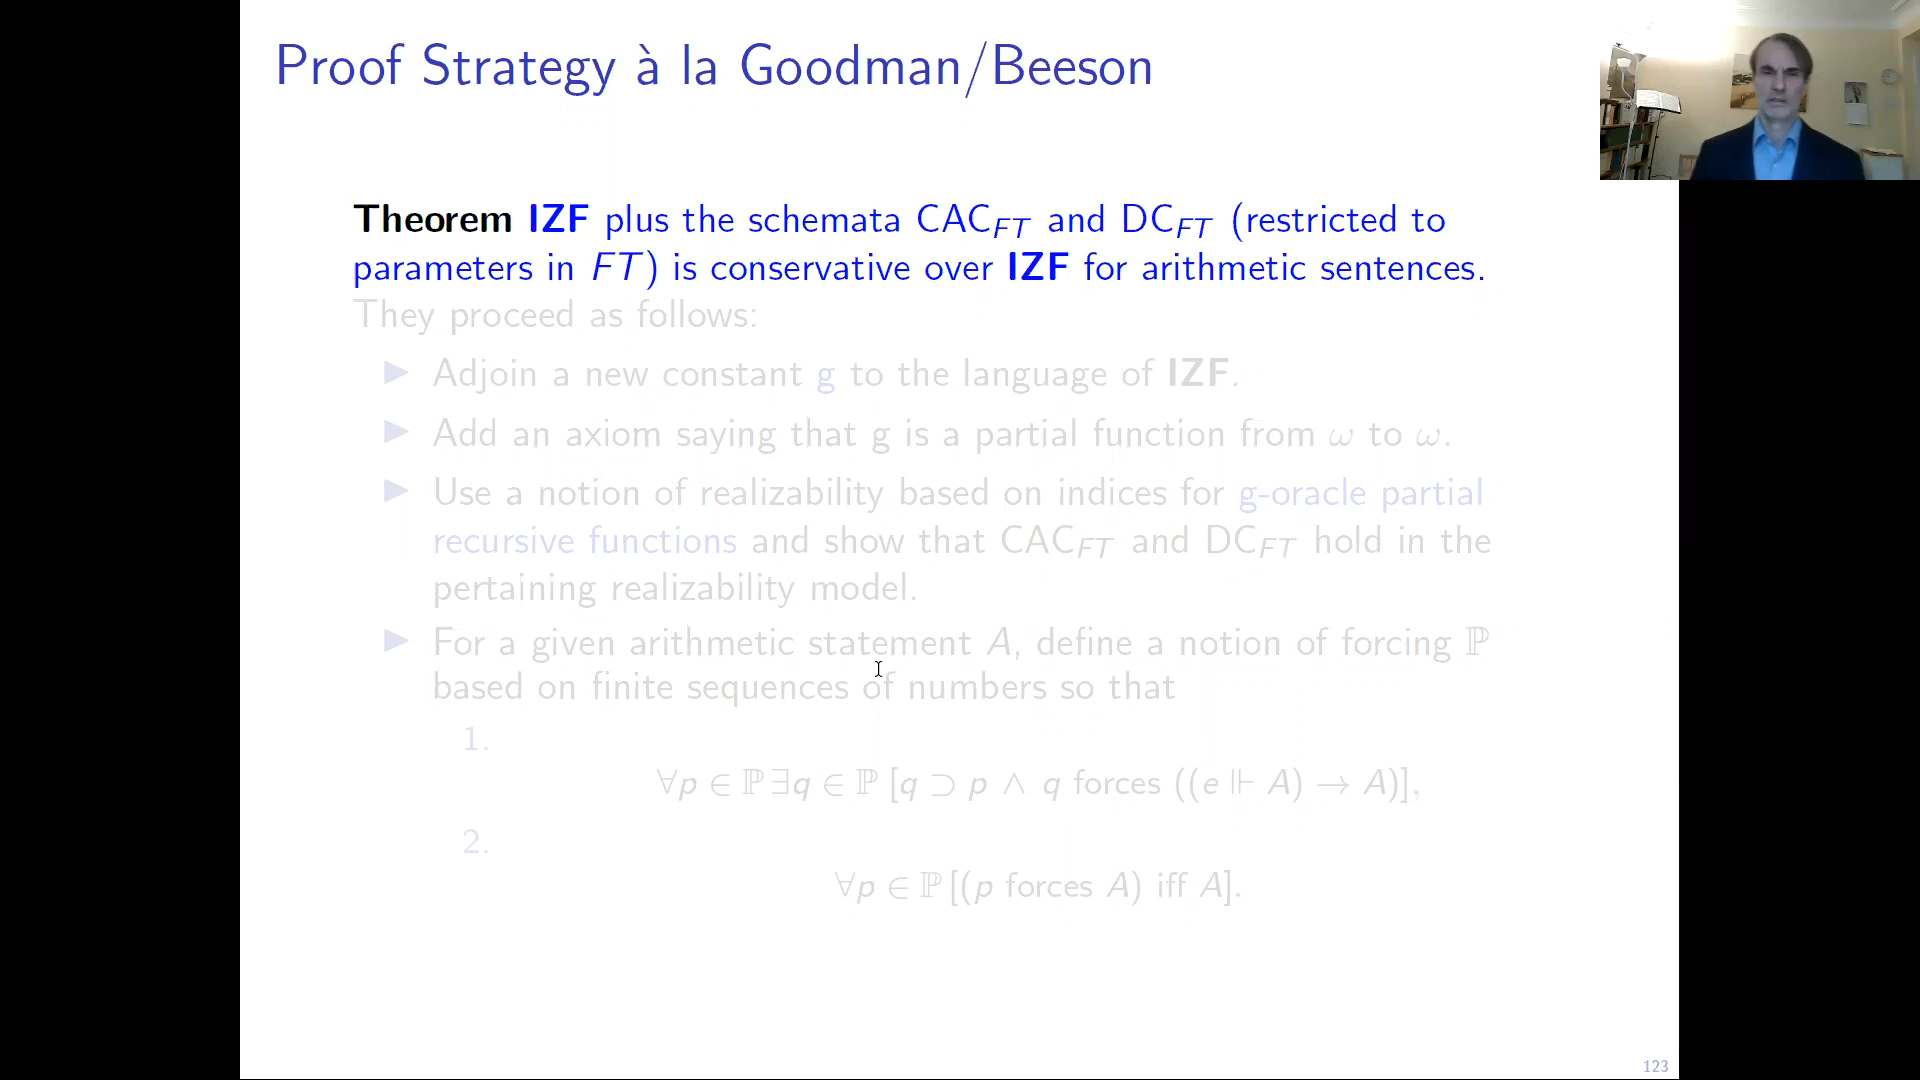 Proof Strategy à la Goodman/Beeson
Theorem IZF plus the schemata CAC_FT and DC_FT (restricted to
parameters in FT) is conservative over IZF for arithmetic sentences.
They proceed as follows:
▶ Adjoin a new constant g to the language of IZF.
▶ Add an axiom saying that g is a partial function from ω to ω.
▶ Use a notion of realizability based on indices for g-oracle partial
recursive functions and show that CAC_FT and DC_FT hold in the
pertaining realizability model.
▶ For a given arithmetic statement A, define a notion of forcing ℙ
based on finite sequences of numbers so that
1.
∀p ∈ ℙ ∃q ∈ ℙ [q ⊃ p ∧ q forces ((e ⊩ A) → A)],
2.
∀p ∈ ℙ [(p forces A) iff A].
123